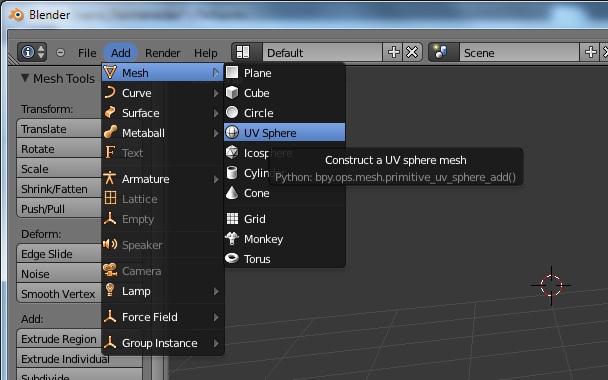 Blender
File Add Render Help Default Scene
Mesh Tools
Transform:
Translate
Rotate
Scale
Shrink/Fatten
Push/Pull
Deform:
Edge Slide
Noise
Smooth Vertex
Add:
Extrude Region
Extrude Individual
Subdivide
Mesh
Curve
Surface
Metaball
Text
Armature
Lattice
Empty
Speaker
Camera
Lamp
Force Field
Group Instance
Plane
Cube
Circle
UV Sphere
Icosphere
Cylin
Cone
Grid
Monkey
Torus
Construct a UV sphere mesh
Python: bpy.ops.mesh.primitive_uv_sphere_add()